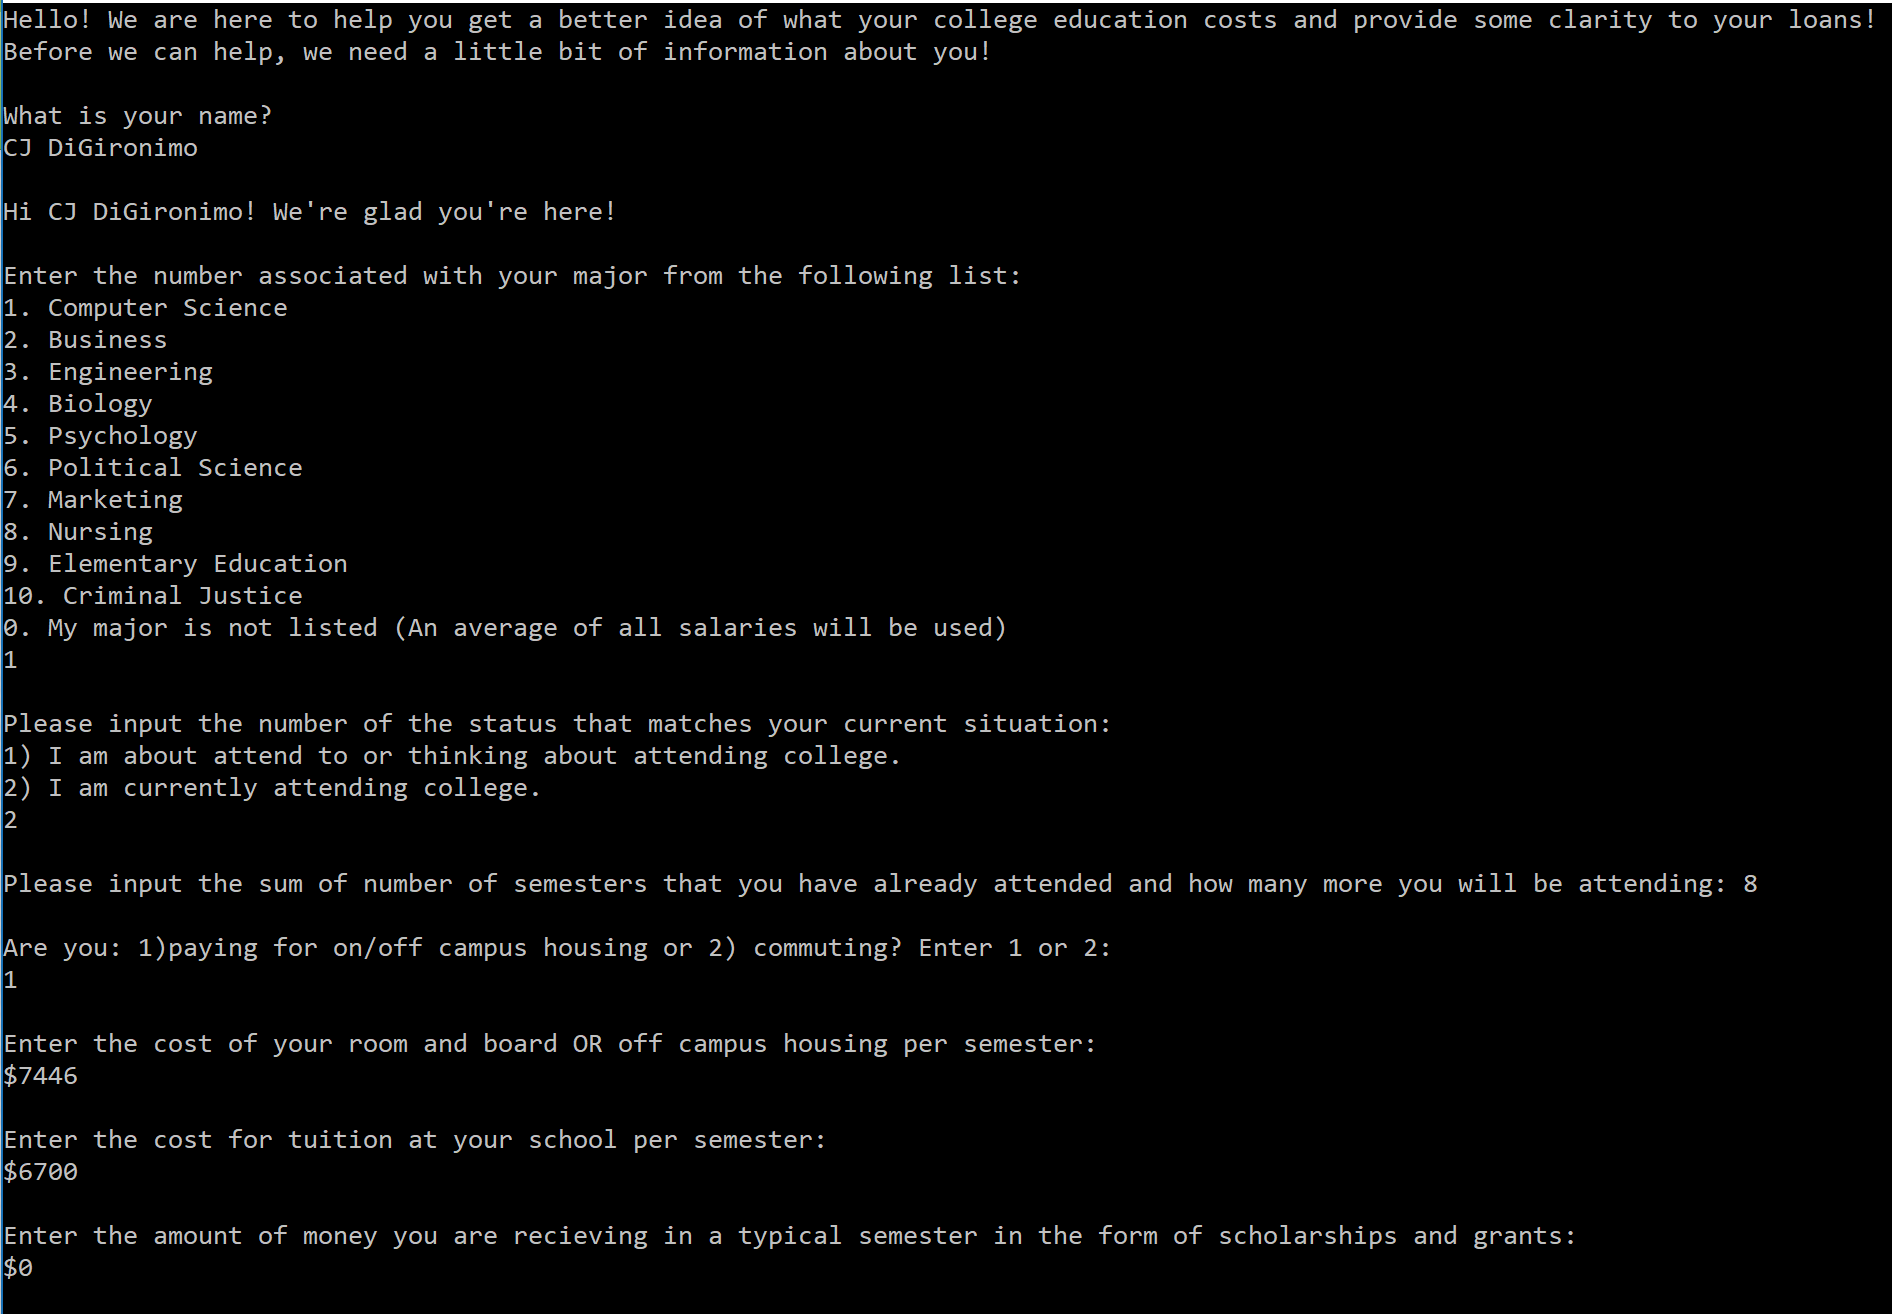 Hello! We are here to help you get a better idea of what your college education costs and provide some clarity to your loans!
Before we can help, we need a little bit of information about you!
What is your name?
CJ DiGironimo
Hi CJ DiGironimo! We're glad you're here!
Enter the number associated with your major from the following list:
1. Computer Science
2. Business
3. Engineering
4. Biology
5. Psychology
6. Political Science
7. Marketing
8. Nursing
9. Elementary Education
10. Criminal Justice
0. My major is not listed (An average of all salaries will be used)
1
Please input the number of the status that matches your current situation:
1) I am about attend to or thinking about attending college.
2) I am currently attending college.
2
Please input the sum of number of semesters that you have already attended and how many more you will be attending: 8
Are you: 1)paying for on/off campus housing or 2) commuting? Enter 1 or 2:
1
Enter the cost of your room and board OR off campus housing per semester:
$7446
Enter the cost for tuition at your school per semester:
$6700
Enter the amount of money you are recieving in a typical semester in the form of scholarships and grants:
$0